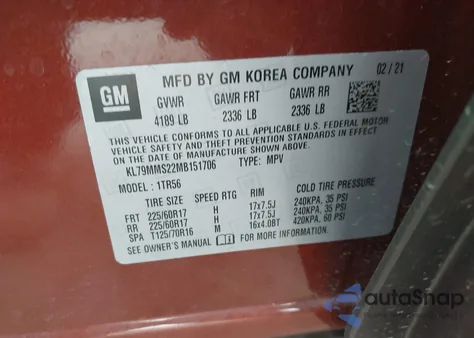 GM
MFD BY GM KOREA COMPANY 02/21
GVWR GAWR FRT GAWR RR
4189 LB 2336 LB 2336 LB
THIS VEHICLE CONFORMS TO ALL APPLICABLE U.S. FEDERAL MOTOR
VEHICLE SAFETY AND THEFT PREVENTION STANDARDS IN EFFECT ON
THE DATE OF MANUFACTURE SHOWN ABOVE.
KL79MMS22MB151706 TYPE: MPV
MODEL: 1TR56
TIRE SIZE SPEED RTG RIM COLD TIRE PRESSURE
FRT 225/60R17 H 17x7.5J 240KPA, 35 PSI
RR 225/60R17 H 17x7.5J 240KPA, 35 PSI
SPA T125/70R16 M 16x4.0BT 420KPA, 60 PSI
SEE OWNER'S MANUAL FOR MORE INFORMATION.
autoSnap